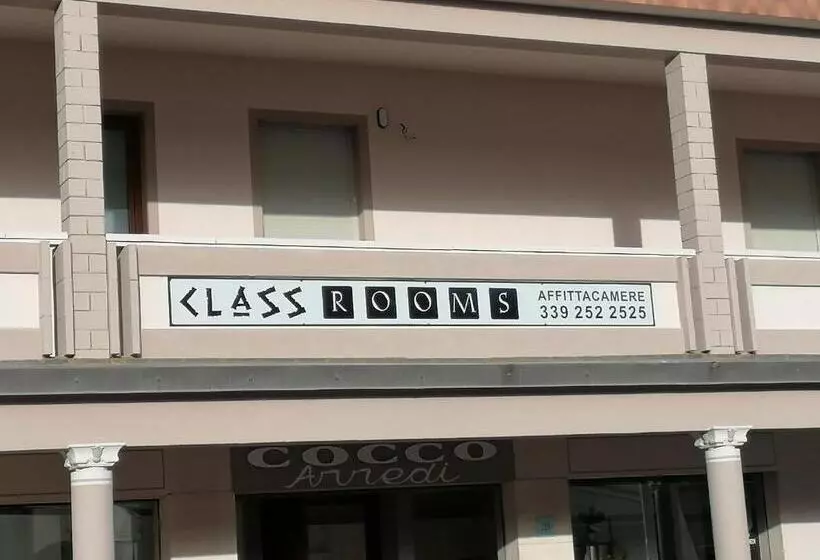 CLASS ROOMS
AFFITTACAMERE
339 252 2525
COCCO
Arredi